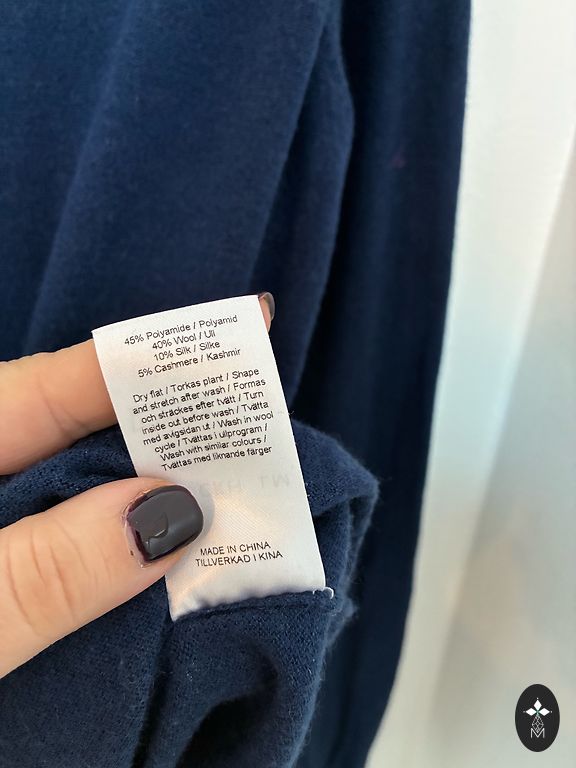 45% Polyamide / Polyamid
40% Wool / Ull
10% Silk / Silke
5% Cashmere / Kashmir
Dry flat / Torkas plant / Shape
and stretch after wash / Formas
och sträckes efter tvätt / Turn
inside out before wash / Tvätta
med avigsidan ut / Wash in wool
cycle / Tvättas i ullprogram /
Wash with similar colours /
Tvättas med liknande färger
MADE IN CHINA
TILLVERKAD I KINA
M